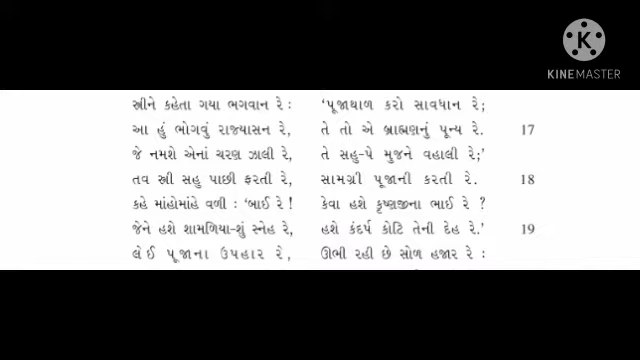 KINEMASTER
સ્ત્રીને કહેતા ગયા ભગવાન રે: 'પૂજાથાળ કરો સાવધાન રે;
આ હું ભોગવું રાજ્યાસન રે, તે તો એ બ્રાહ્મણનું પૂન્ય રે. 17
જે નમશે એનાં ચરણ ઝાલી રે, તે સહુ-પે મુજને વહાલી રે;'
તવ સ્ત્રી સહુ પાછી ફરતી રે, સામગ્રી પૂજાની કરતી રે. 18
કહે માંહોમાંહે વળી: 'બાઈ રે! કેવા હશે કૃષ્ણજીના ભાઈ રે ?
જેને હશે શામળિયા-શું સ્નેહ રે, હશે કંદર્પ કોટિ તેની દેહ રે.' 19
લેઈ પૂજાના ઉપહાર રે, ઊભી રહી છે સોળ હજાર રે :